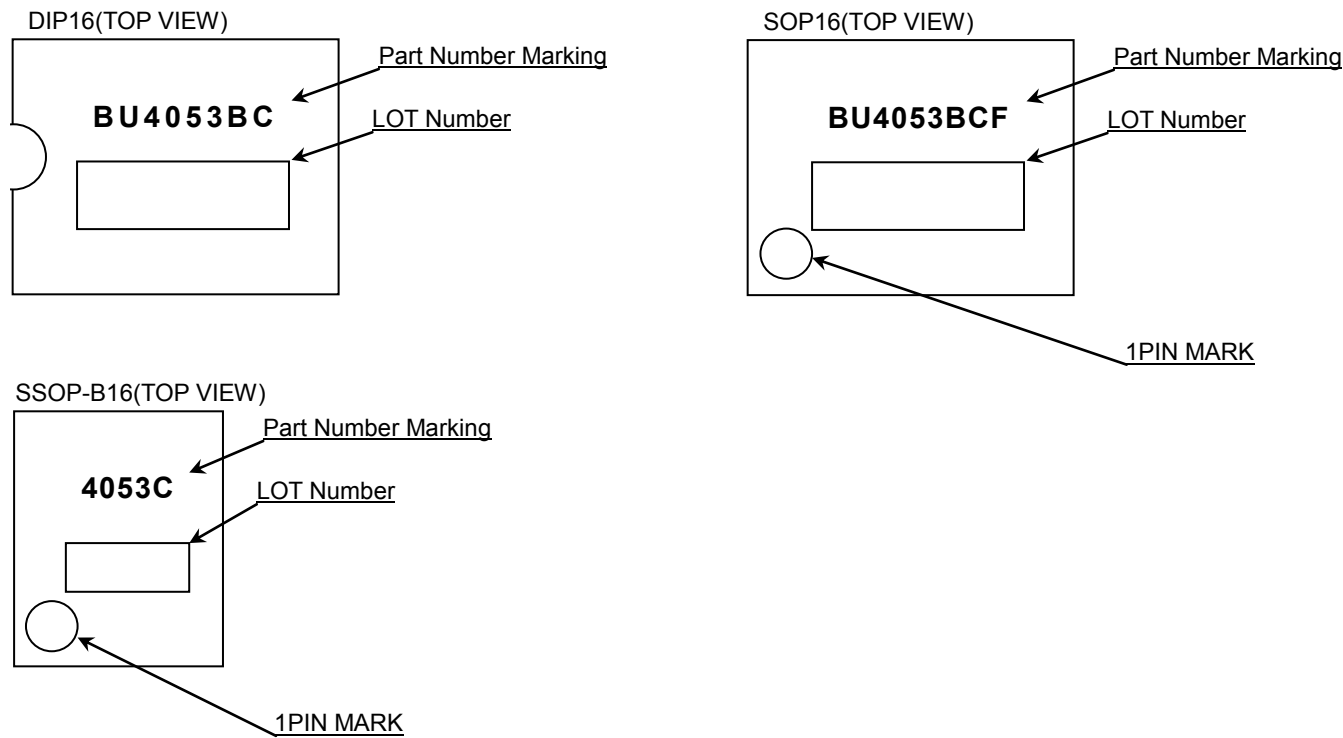 DIP16(TOP VIEW)
Part Number Marking
BU4053BC
LOT Number
SOP16(TOP VIEW)
Part Number Marking
BU4053BCF
LOT Number
1PIN MARK
SSOP-B16(TOP VIEW)
Part Number Marking
4053C
LOT Number
1PIN MARK